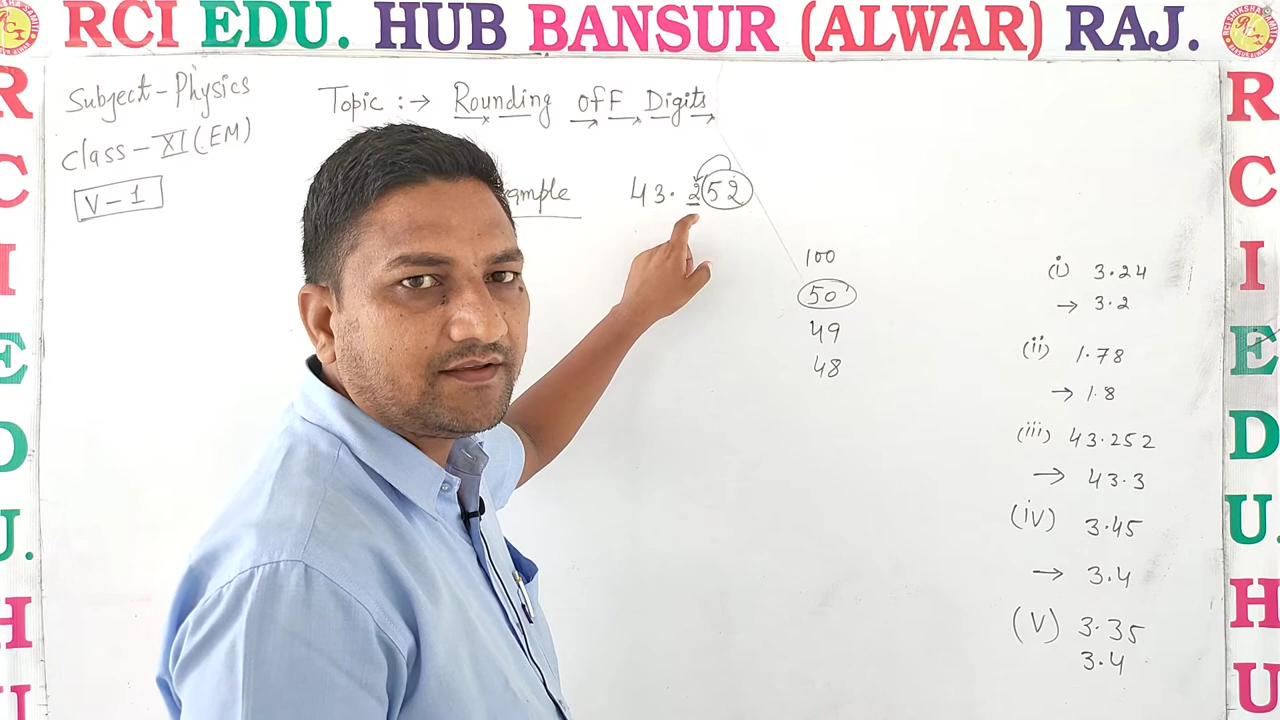 RCI EDU. HUB BANSUR (ALWAR) RAJ.
Subject - Physics
Class - XI (EM)
V - 1
Topic :→ Rounding off Digits
43.252
100
50
49
48
(i) 3.24
→ 3.2
(ii) 1.78
→ 1.8
(iii) 43.252
→ 43.3
(iv) 3.45
→ 3.4
(V) 3.35
3.4
R
C
I
E
D
U.
H
U
R
C
I
E
D
U.
H
U